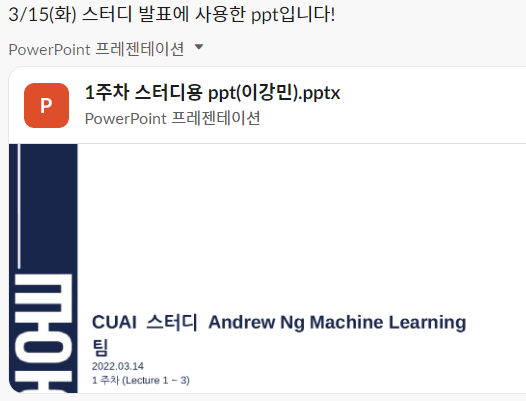 3/15(화) 스터디 발표에 사용한 ppt입니다!
PowerPoint 프레젠테이션
P
1주차 스터디용 ppt(이강민).pptx
PowerPoint 프레젠테이션
CUAI 스터디 Andrew Ng Machine Learning
팀
2022.03.14
1 주차 (Lecture 1 ~ 3)